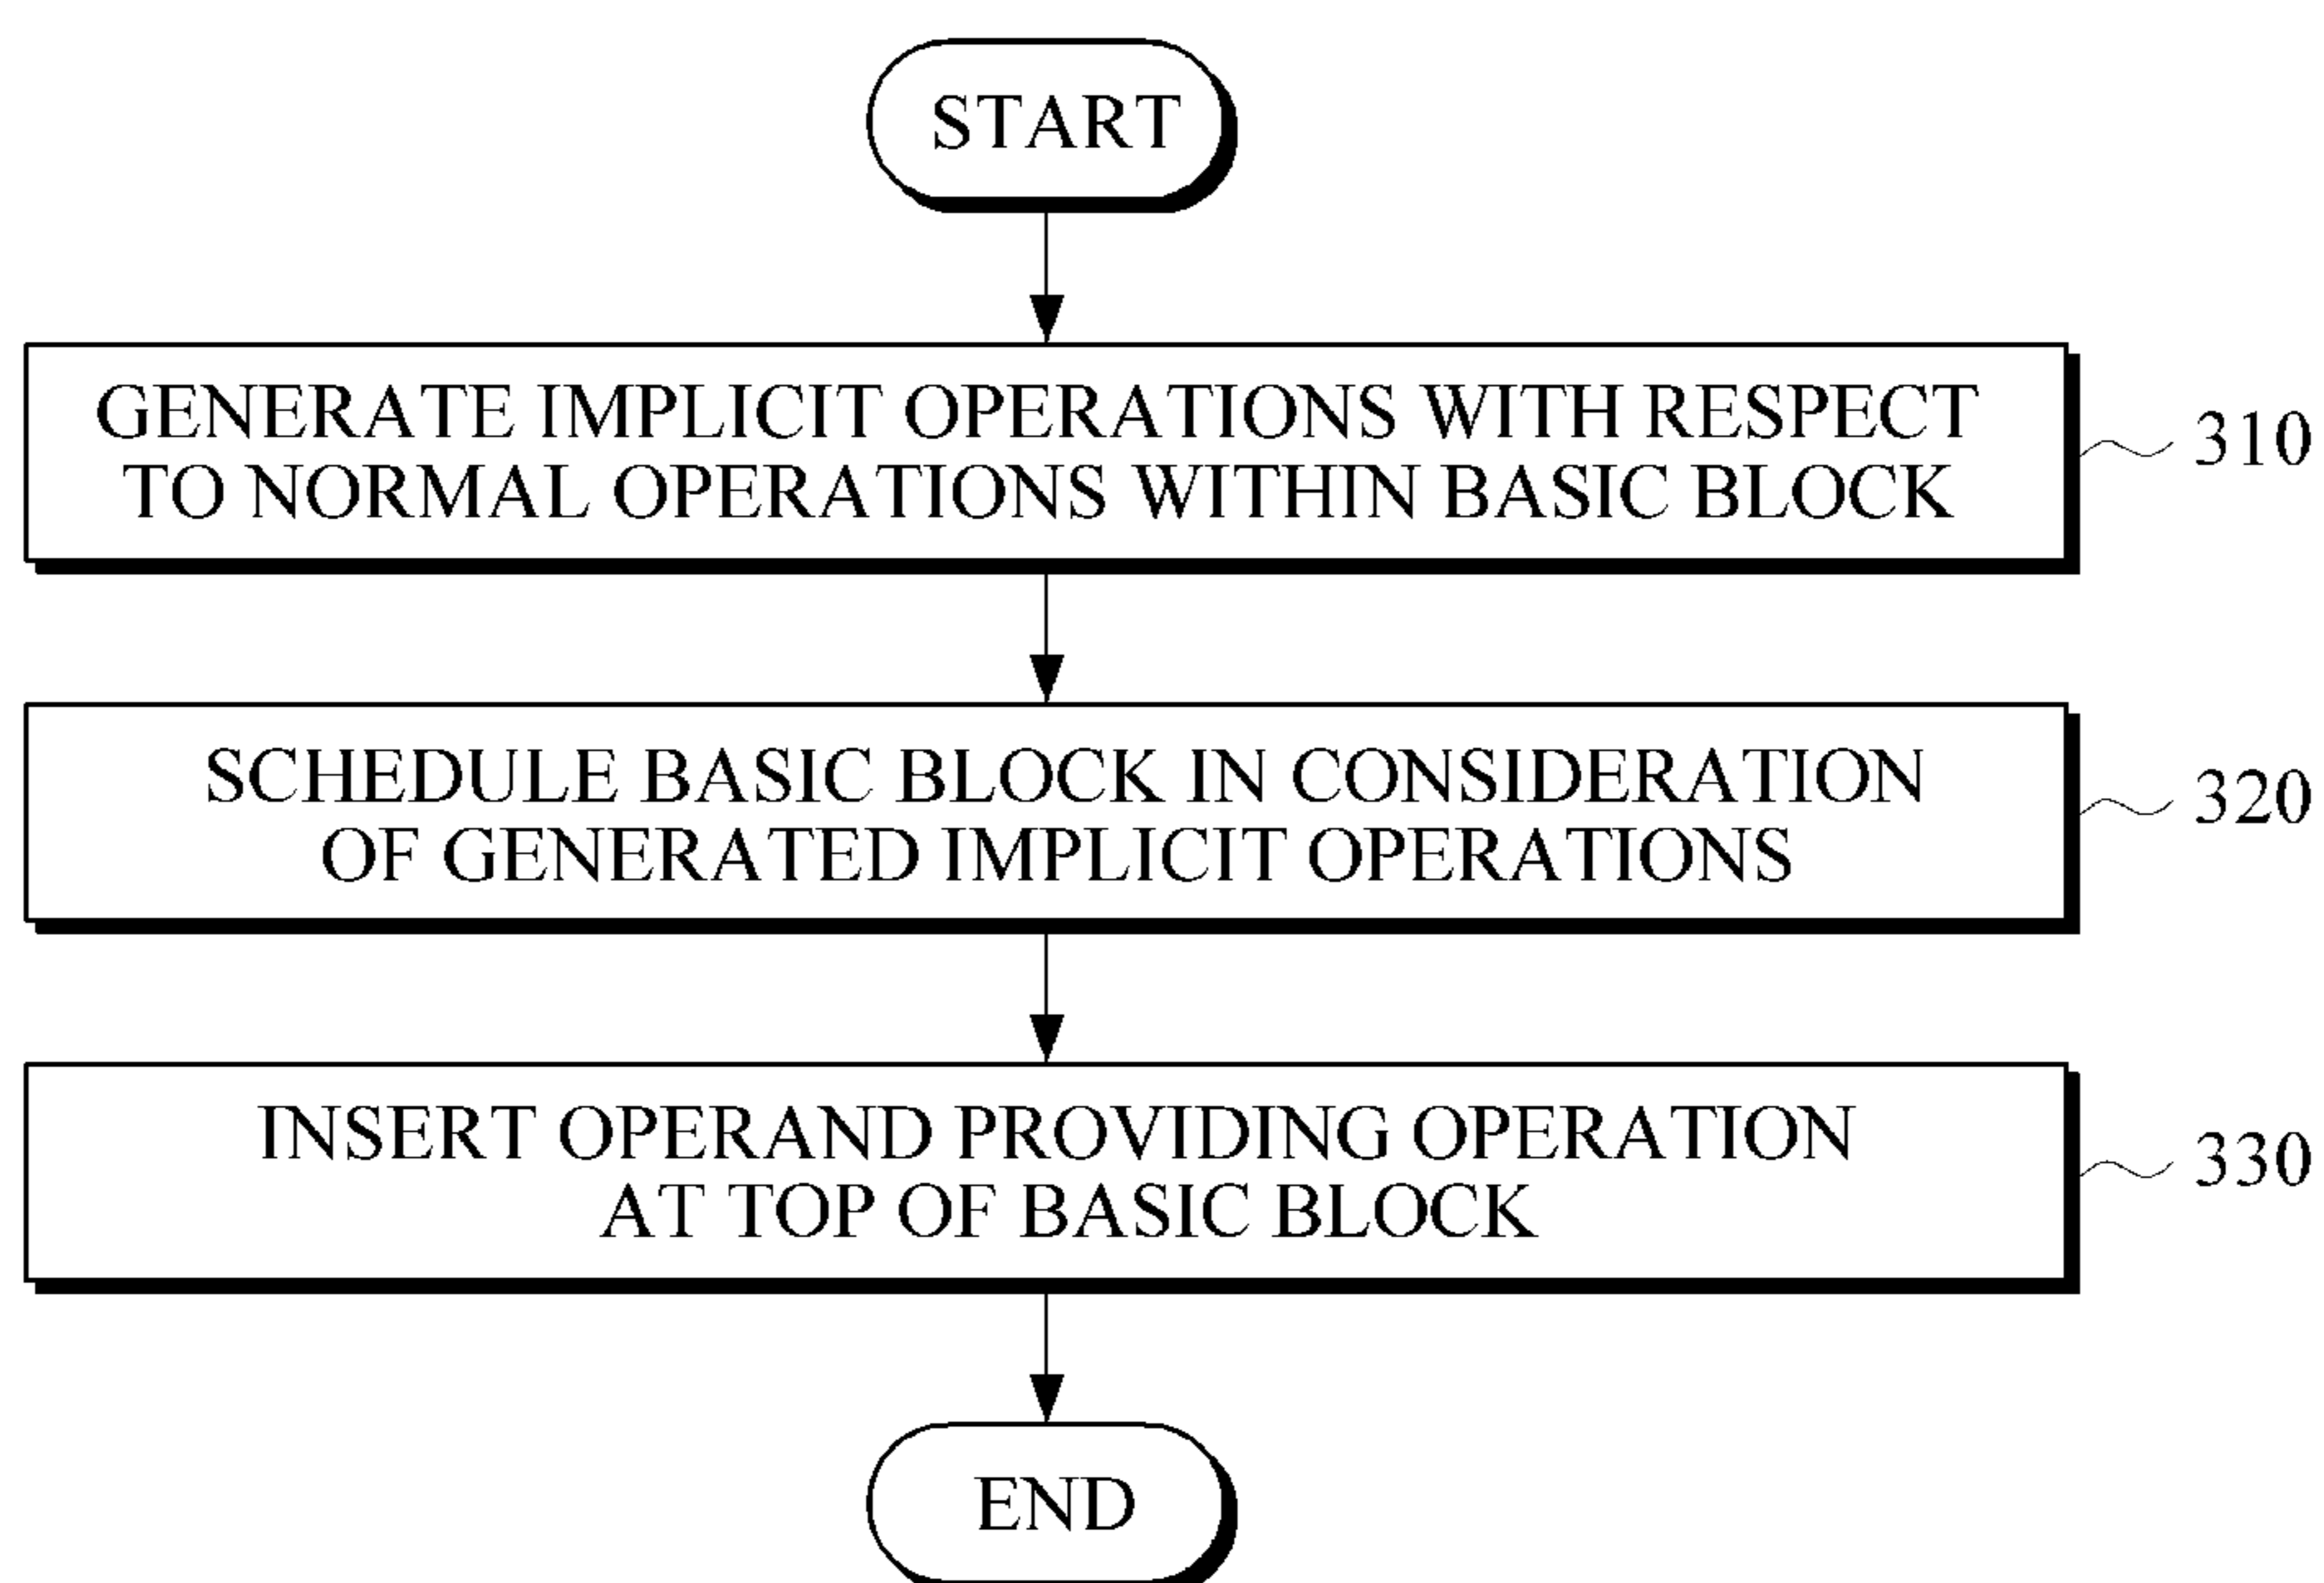 START
GENERATE IMPLICIT OPERATIONS WITH RESPECT
TO NORMAL OPERATIONS WITHIN BASIC BLOCK
310
SCHEDULE BASIC BLOCK IN CONSIDERATION
OF GENERATED IMPLICIT OPERATIONS
320
INSERT OPERAND PROVIDING OPERATION
AT TOP OF BASIC BLOCK
330
END